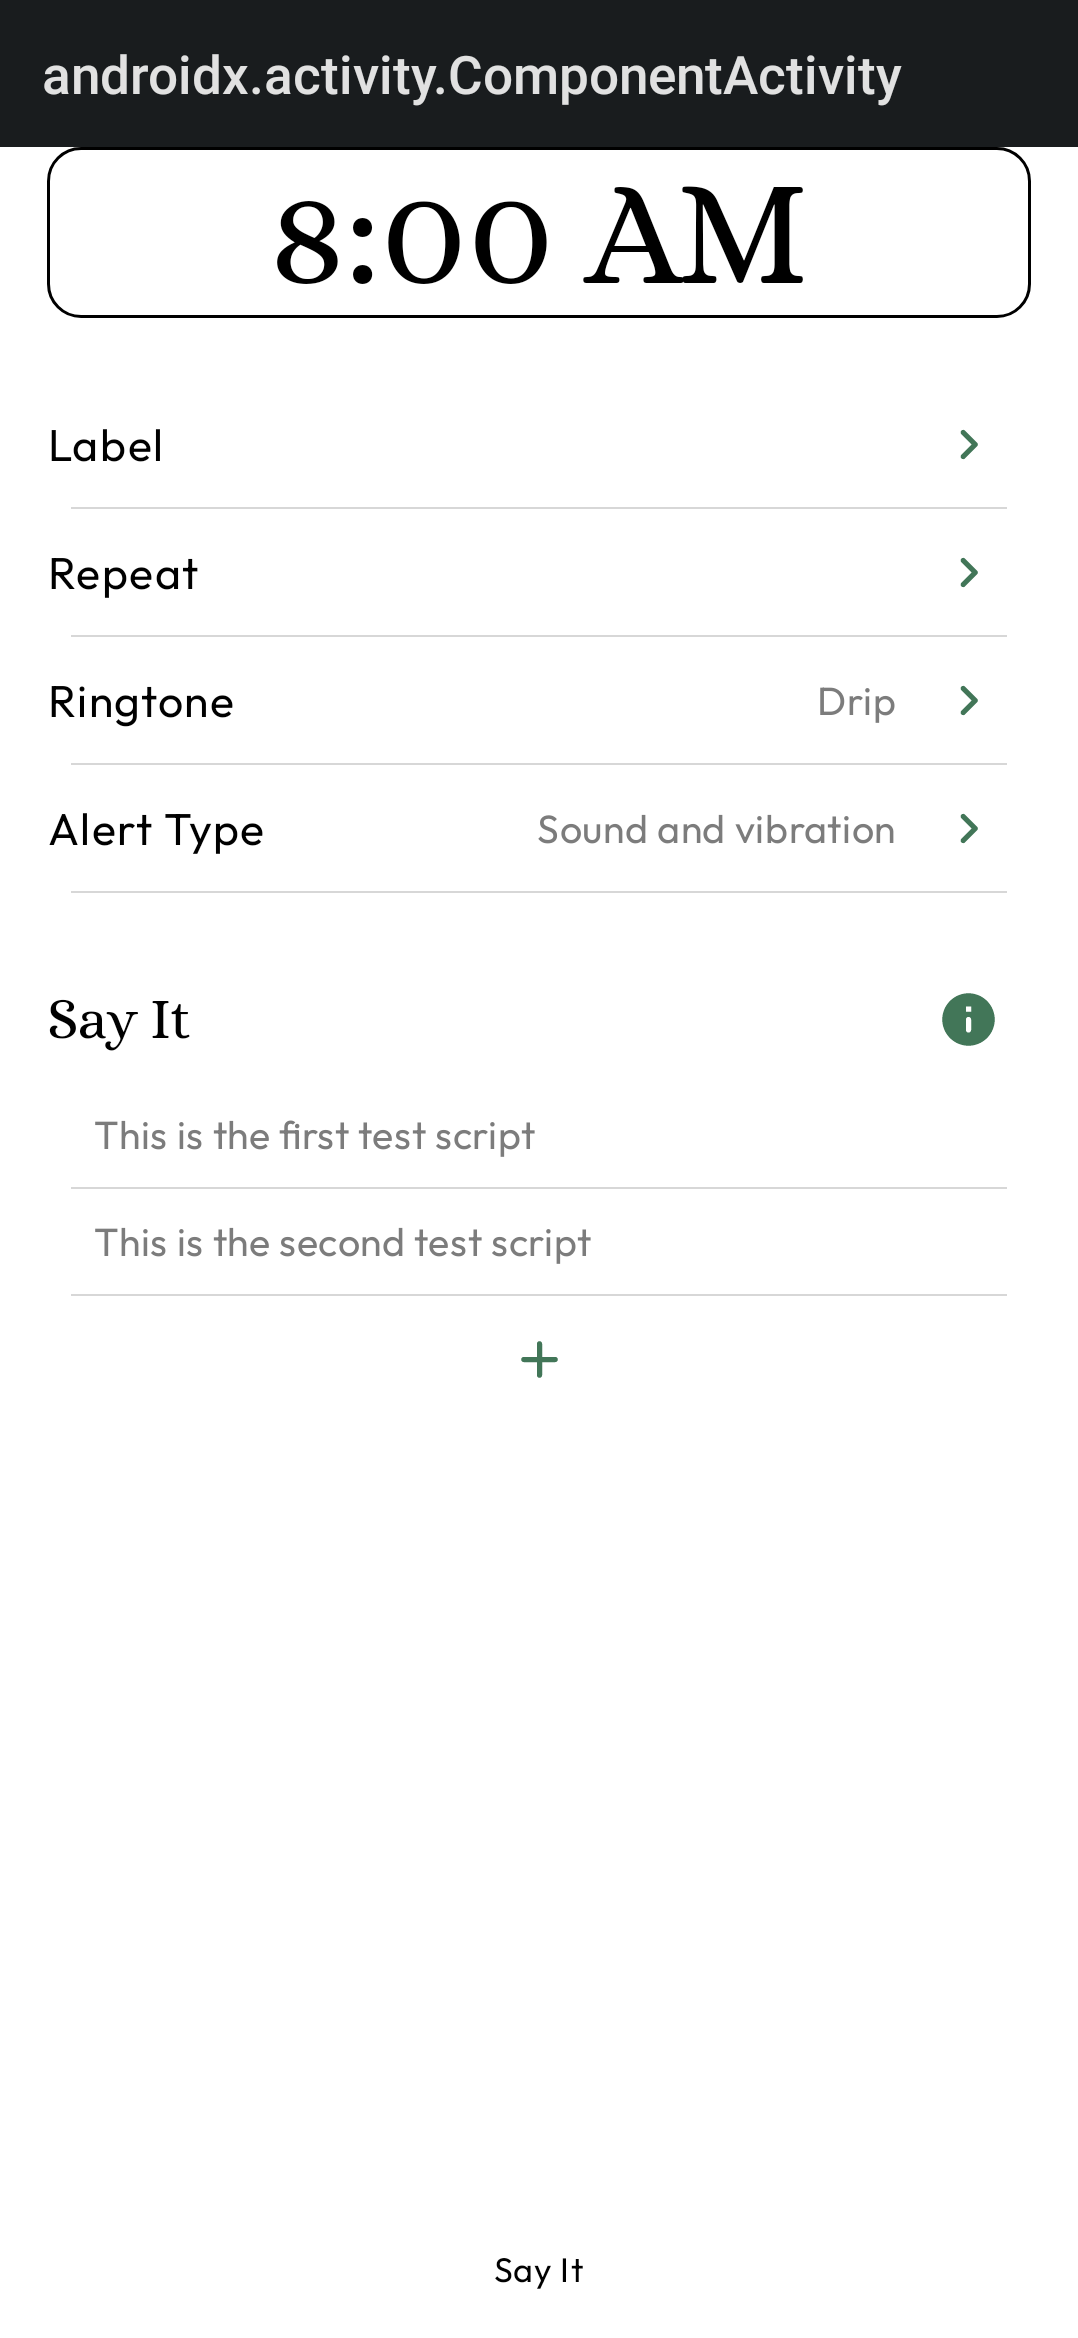 androidx.activity.ComponentActivity
8:00 AM
Label
Repeat
Ringtone Drip
Alert Type Sound and vibration
Say It
This is the first test script
This is the second test script
Say It